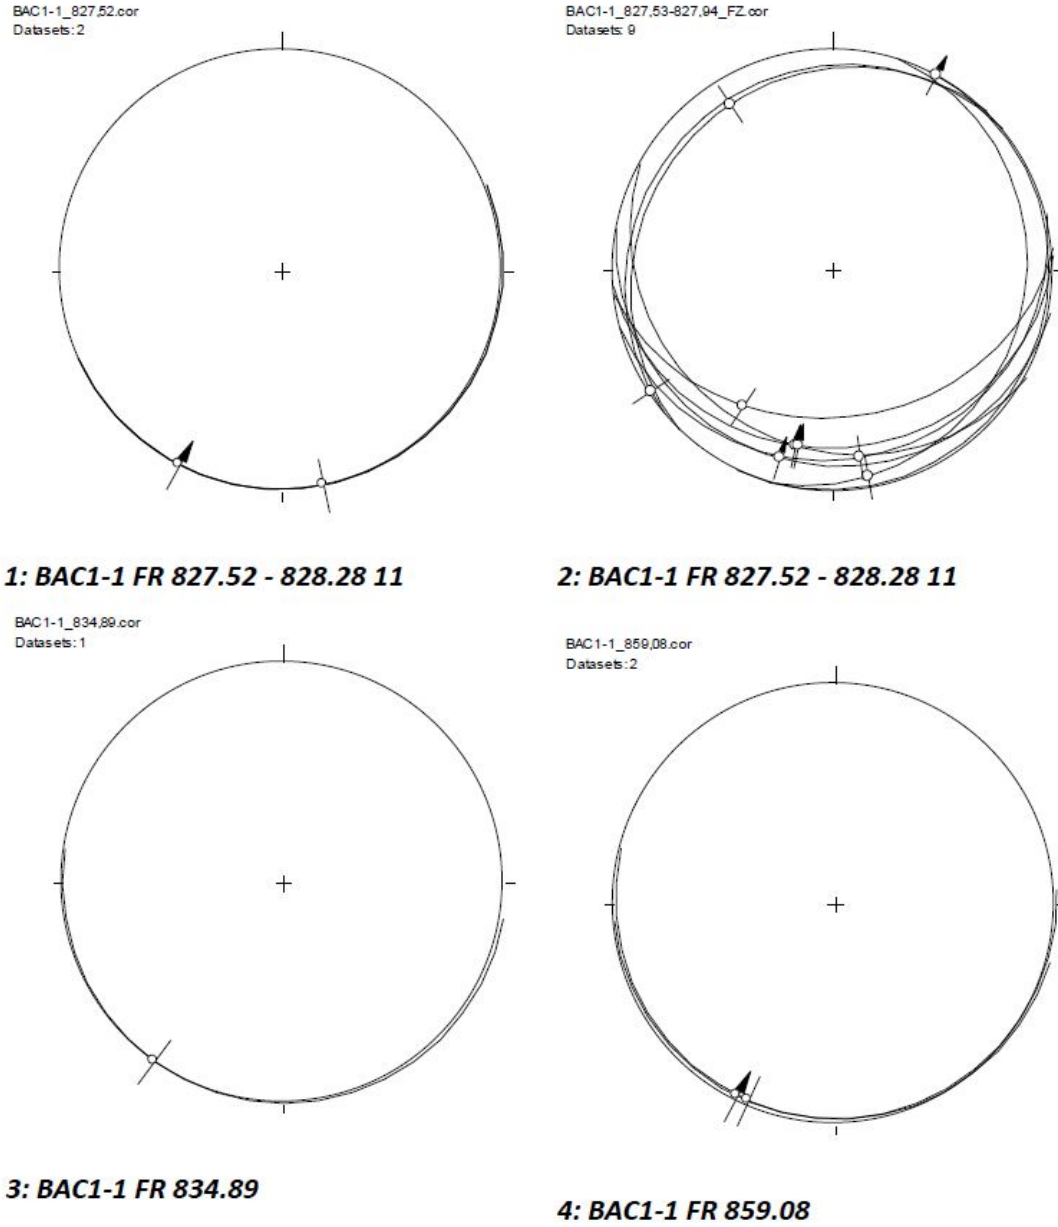 BAC1-1_827,52.cor
Datasets: 2
BAC1-1_827,53-827,94_FZ.cor
Datasets: 9
1: BAC1-1 FR 827.52 - 828.28 11
2: BAC1-1 FR 827.52 - 828.28 11
BAC1-1_834,89.cor
Datasets: 1
BAC1-1_859,08.cor
Datasets: 2
3: BAC1-1 FR 834.89
4: BAC1-1 FR 859.08